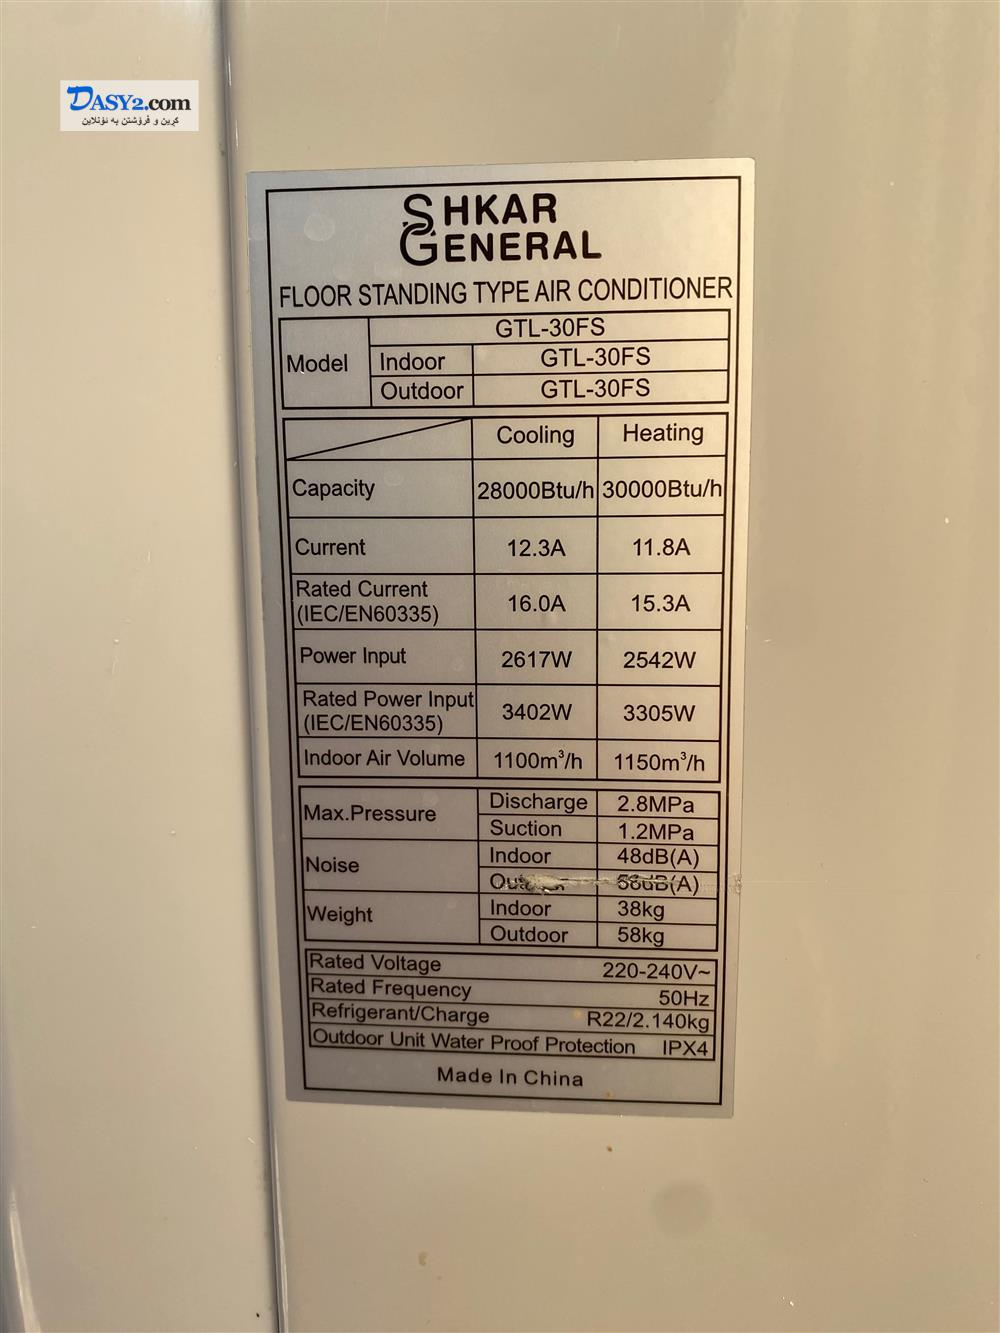 DASY2.com
کڕین و فرۆشتن بە ئۆنلاین
SHKAR
GENERAL
FLOOR STANDING TYPE AIR CONDITIONER
Model GTL-30FS
Indoor GTL-30FS
Outdoor GTL-30FS
Cooling Heating
Capacity 28000Btu/h 30000Btu/h
Current 12.3A 11.8A
Rated Current
(IEC/EN60335) 16.0A 15.3A
Power Input 2617W 2542W
Rated Power Input
(IEC/EN60335) 3402W 3305W
Indoor Air Volume 1100m³/h 1150m³/h
Max.Pressure Discharge 2.8MPa
Suction 1.2MPa
Noise Indoor 48dB(A)
Weight Indoor 38kg
Outdoor 58kg
Rated Voltage 220-240V~
Rated Frequency 50Hz
Refrigerant/Charge R22/2.140kg
Outdoor Unit Water Proof Protection IPX4
Made In China